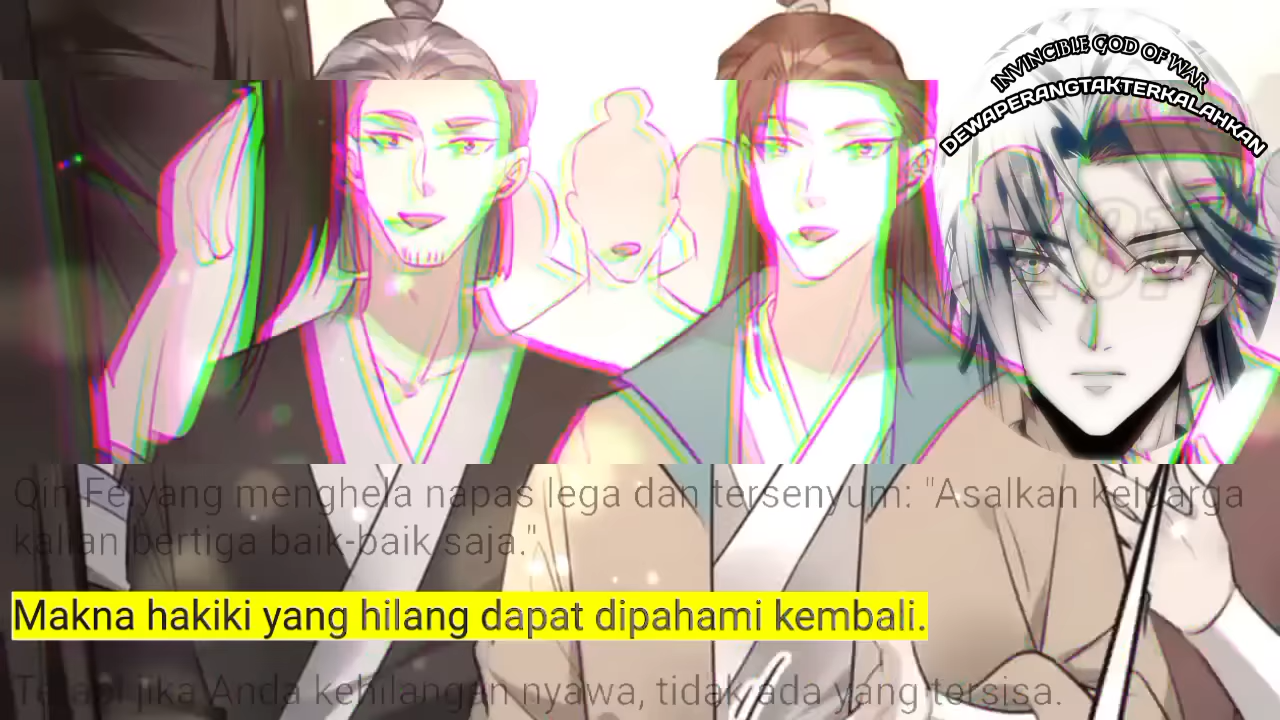 INVINCIBLE GOD OF WAR
DEWAPERANGTAKTERKALAHKAN
Qin Feiyang menghela napas lega dan tersenyum: "Asalkan keluarga
kalian bertiga baik-baik saja."
Makna hakiki yang hilang dapat dipahami kembali.
Tetapi jika Anda kehilangan nyawa, tidak ada yang tersisa.